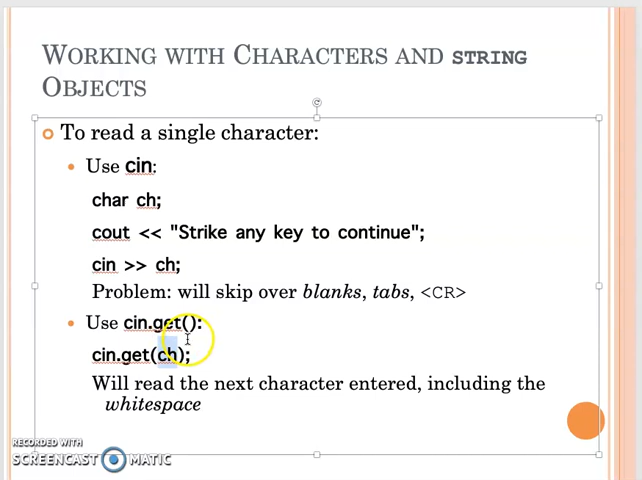 WORKING WITH CHARACTERS AND STRING
OBJECTS
To read a single character:
Use cin:
char ch;
cout << "Strike any key to continue";
cin >> ch;
Problem: will skip over blanks, tabs, <CR>
Use cin.get():
cin.get(ch);
Will read the next character entered, including the
whitespace
RECORDED WITH
SCREENCAST MATIC